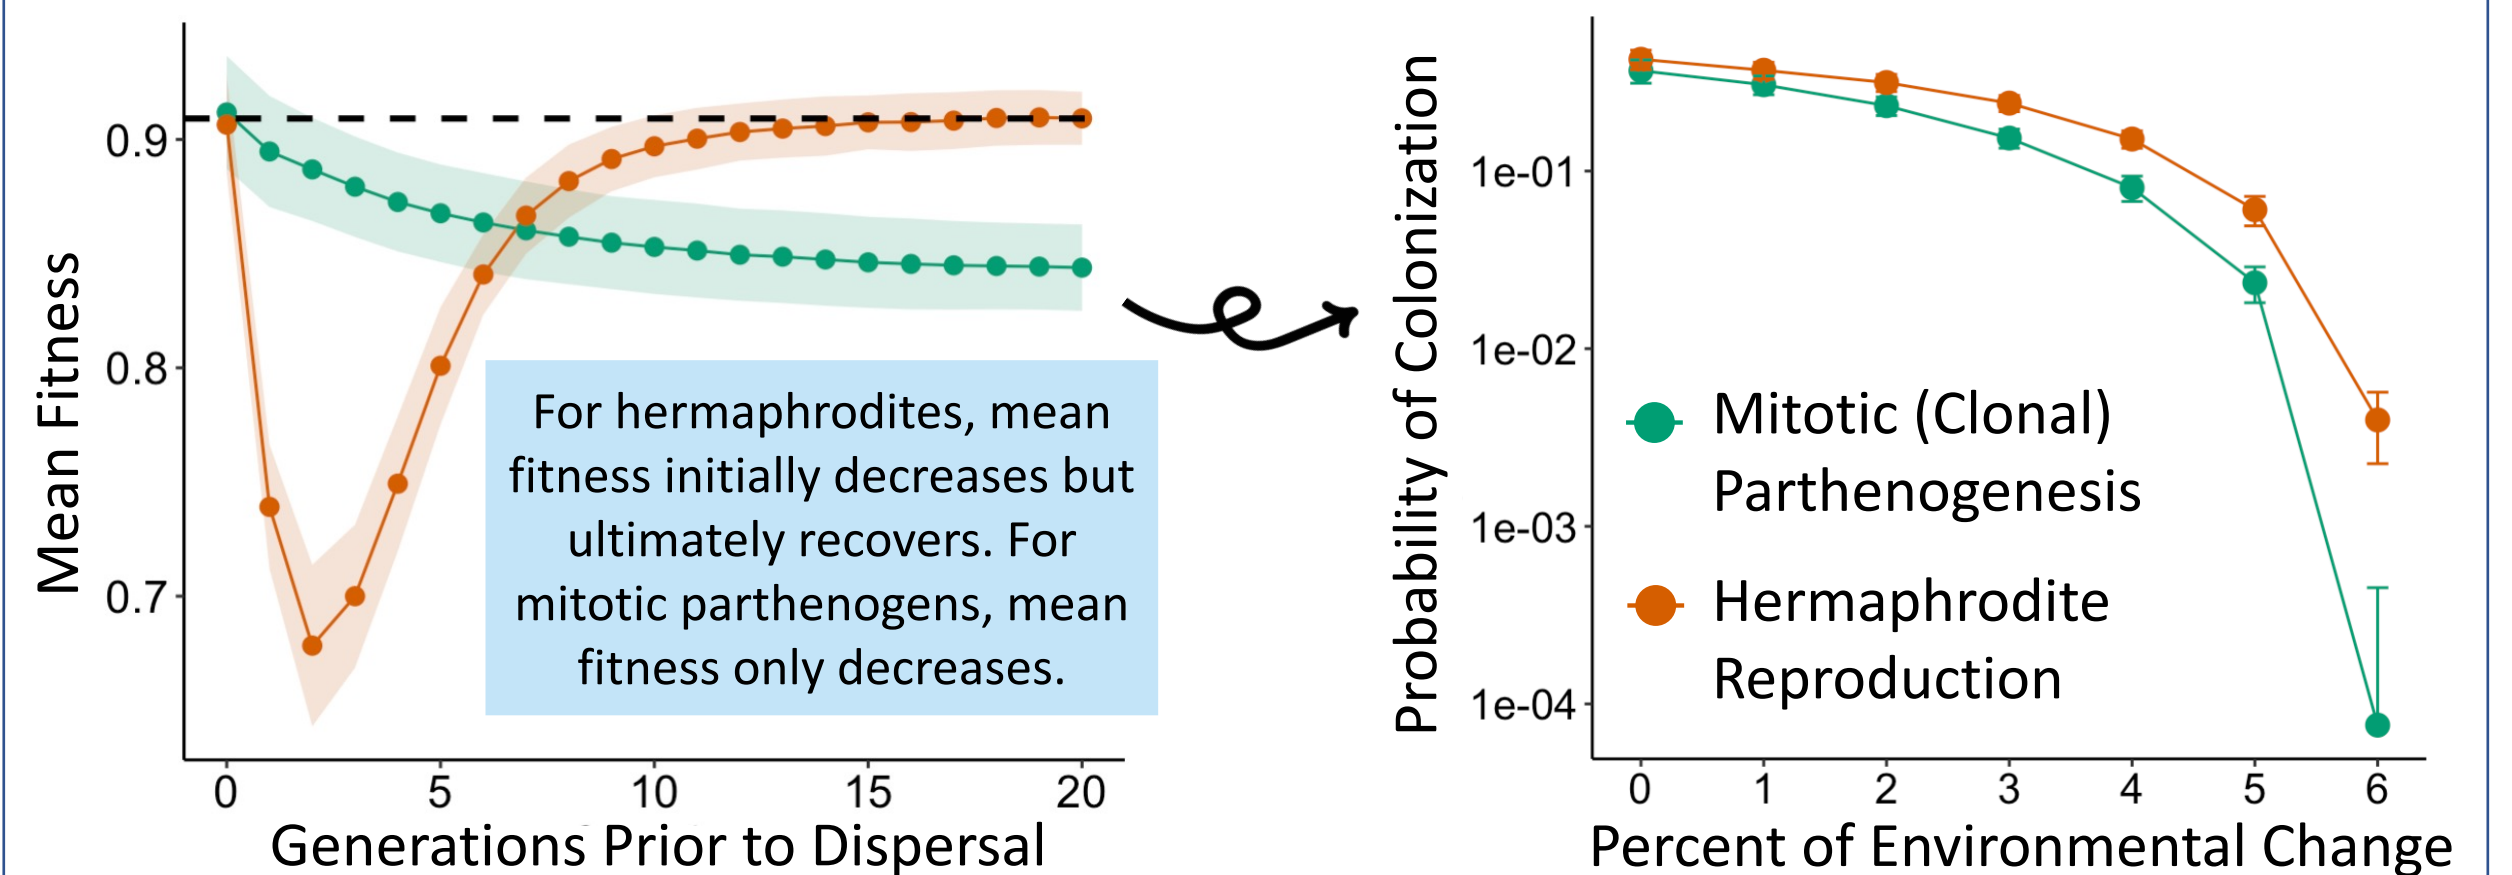 Mean Fitness
0.9
0.8
0.7
0 5 10 15 20
Generations Prior to Dispersal
For hermaphrodites, mean
fitness initially decreases but
ultimately recovers. For
mitotic parthenogens, mean
fitness only decreases.
Probability of Colonization
1e-01
1e-02
1e-03
1e-04
Mitotic (Clonal)
Parthenogenesis
Hermaphrodite
Reproduction
0 1 2 3 4 5 6
Percent of Environmental Change